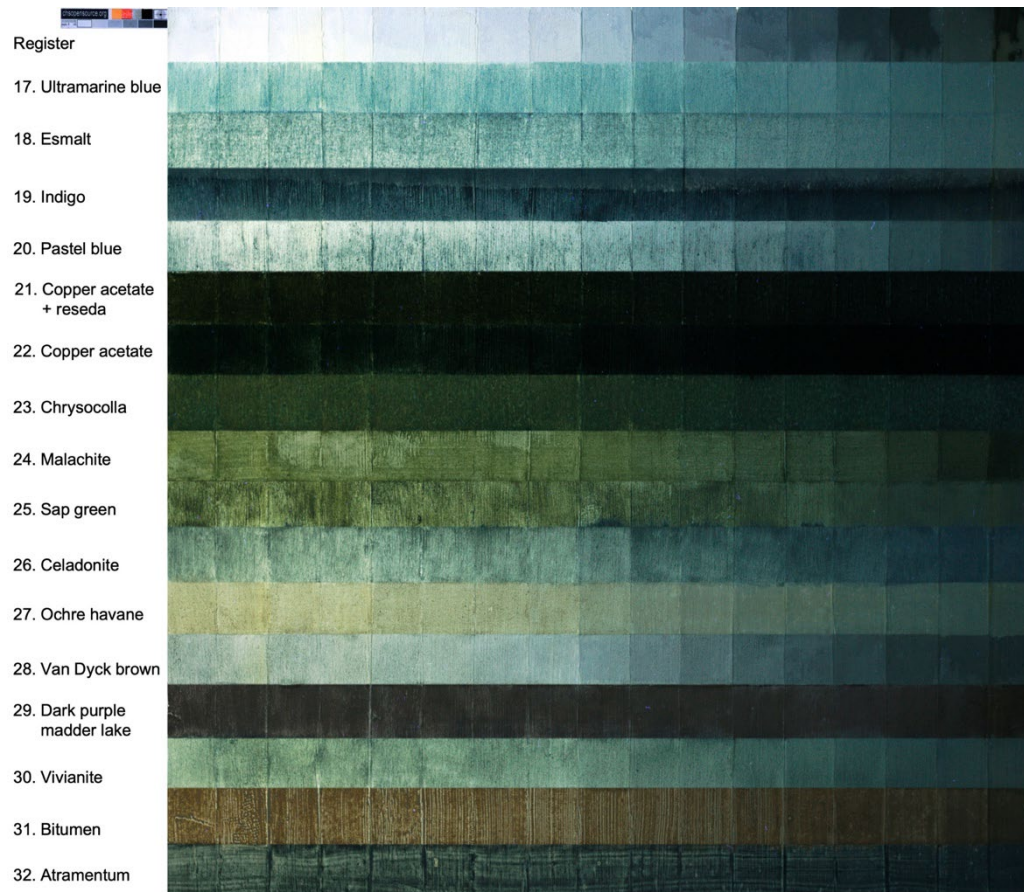 chsopensource.org
Register
17. Ultramarine blue
18. Esmalt
19. Indigo
20. Pastel blue
21. Copper acetate
+ reseda
22. Copper acetate
23. Chrysocolla
24. Malachite
25. Sap green
26. Celadonite
27. Ochre havane
28. Van Dyck brown
29. Dark purple
madder lake
30. Vivianite
31. Bitumen
32. Atramentum